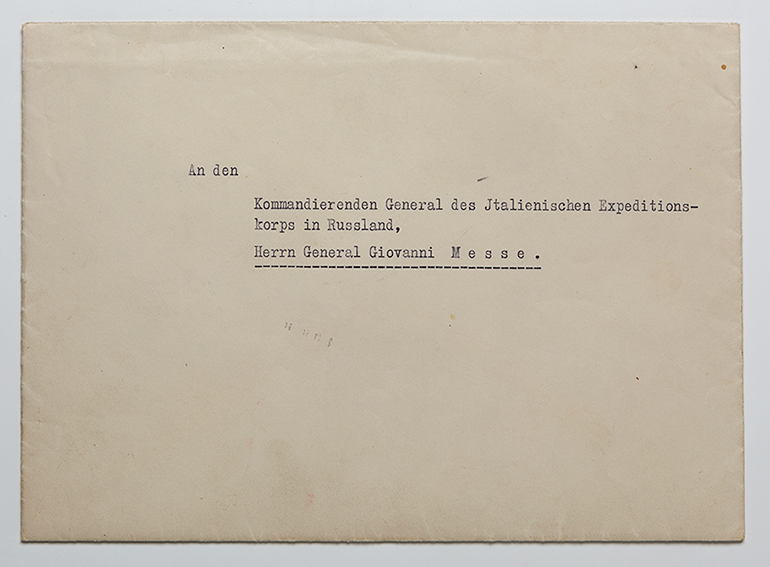 An den
Kommandierenden General des Jtalienischen Expeditions-
korps in Russland,
Herrn General Giovanni M e s s e .